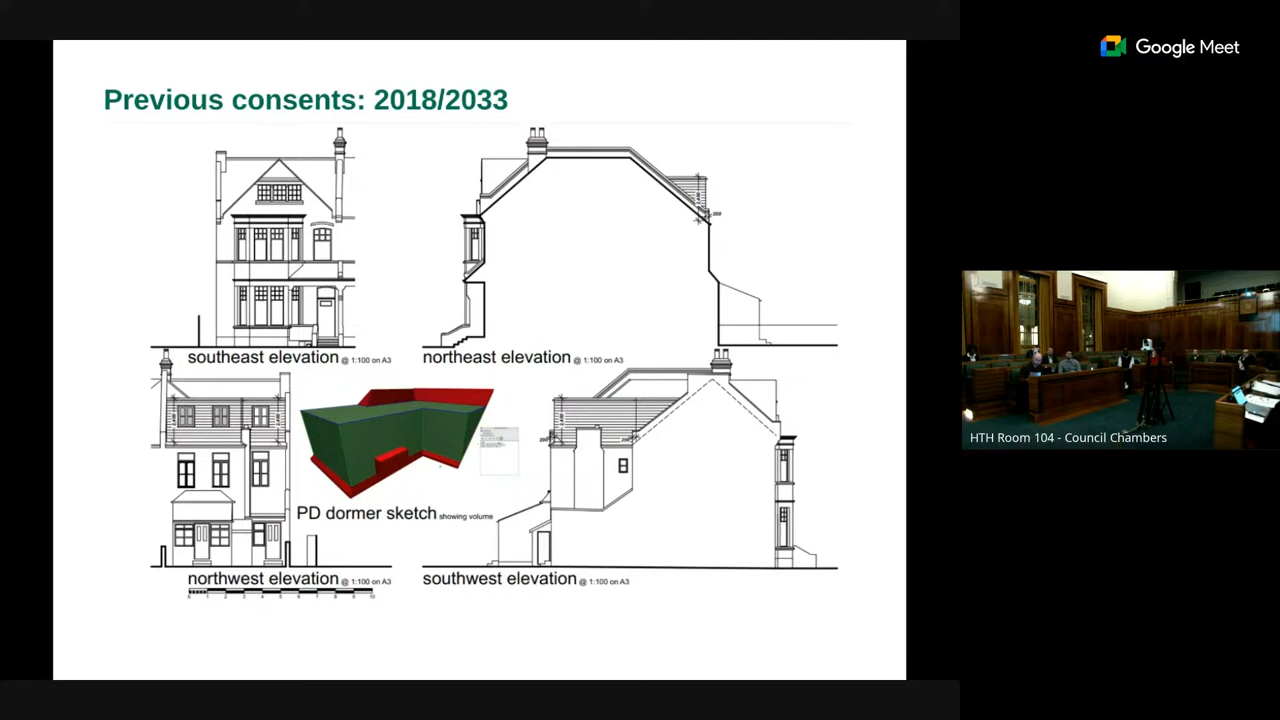 Google Meet
Previous consents: 2018/2033
southeast elevation @ 1:100 on A3
northeast elevation @ 1:100 on A3
PD dormer sketch showing volume
northwest elevation @ 1:100 on A3
southwest elevation @ 1:100 on A3
HTH Room 104 - Council Chambers